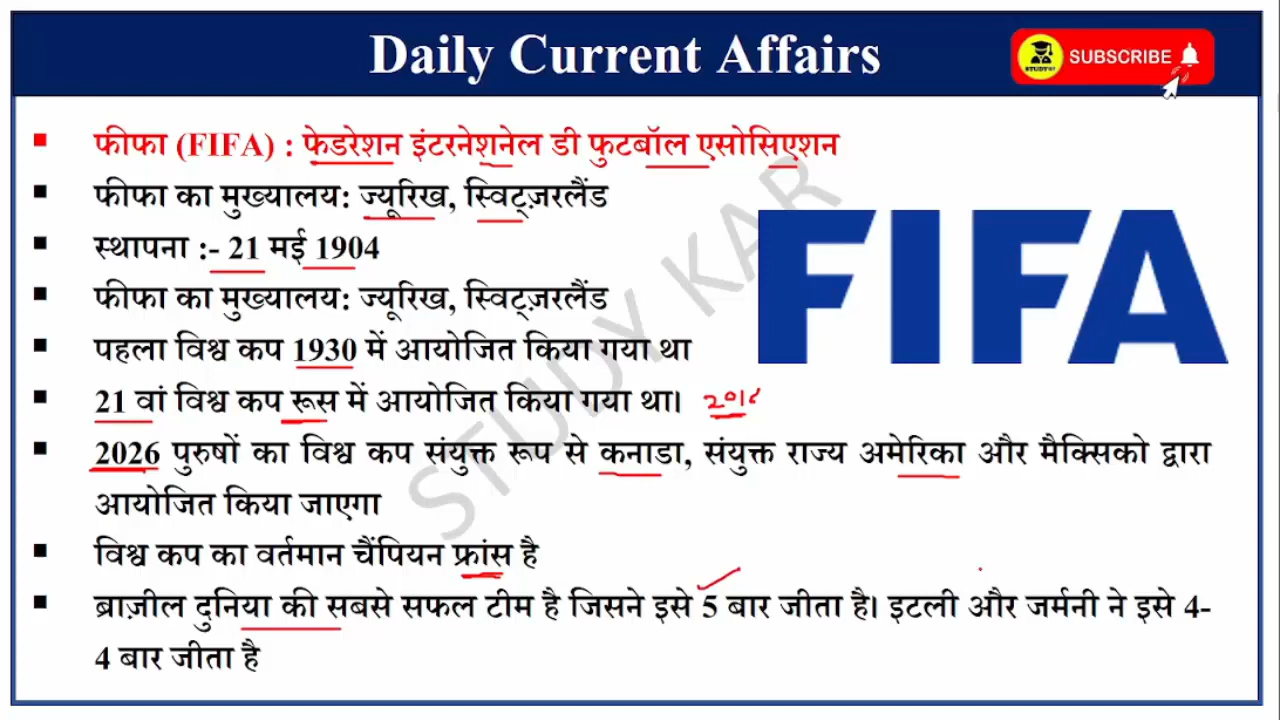 Daily Current Affairs
SUBSCRIBE
फीफा (FIFA) : फेडरेशन इंटरनेशनेल डी फुटबॉल एसोसिएशन
फीफा का मुख्यालय: ज्यूरिख, स्विट्ज़रलैंड
स्थापना :- 21 मई 1904
फीफा का मुख्यालय: ज्यूरिख, स्विट्ज़रलैंड
पहला विश्व कप 1930 में आयोजित किया गया था
21 वां विश्व कप रूस में आयोजित किया गया था।
2026 पुरुषों का विश्व कप संयुक्त रूप से कनाडा, संयुक्त राज्य अमेरिका और मैक्सिको द्वारा
आयोजित किया जाएगा
विश्व कप का वर्तमान चैंपियन फ्रांस है
ब्राज़ील दुनिया की सबसे सफल टीम है जिसने इसे 5 बार जीता है। इटली और जर्मनी ने इसे 4-
4 बार जीता है
FIFA
STUDY KAR